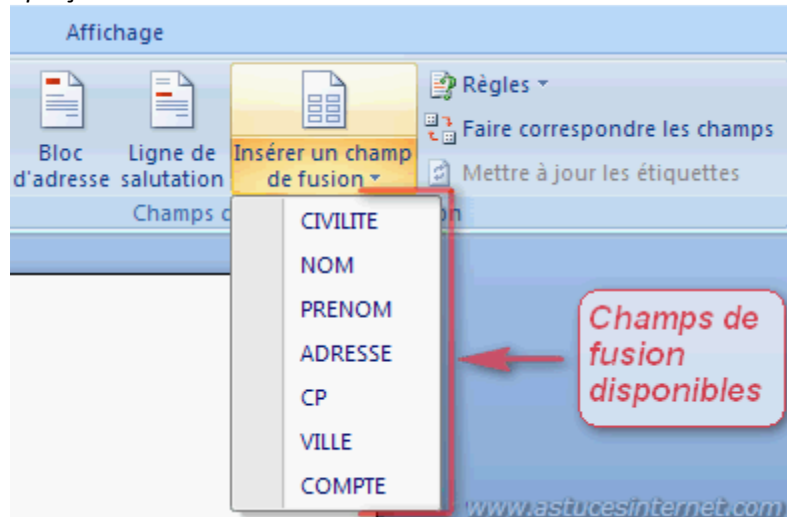 Affichage
Bloc d'adresse
Ligne de salutation
Insérer un champ de fusion
Règles
Faire correspondre les champs
Mettre à jour les étiquettes
Champs
CIVILITE
NOM
PRENOM
ADRESSE
CP
VILLE
COMPTE
Champs de
fusion
disponibles
www.astucesinternet.com